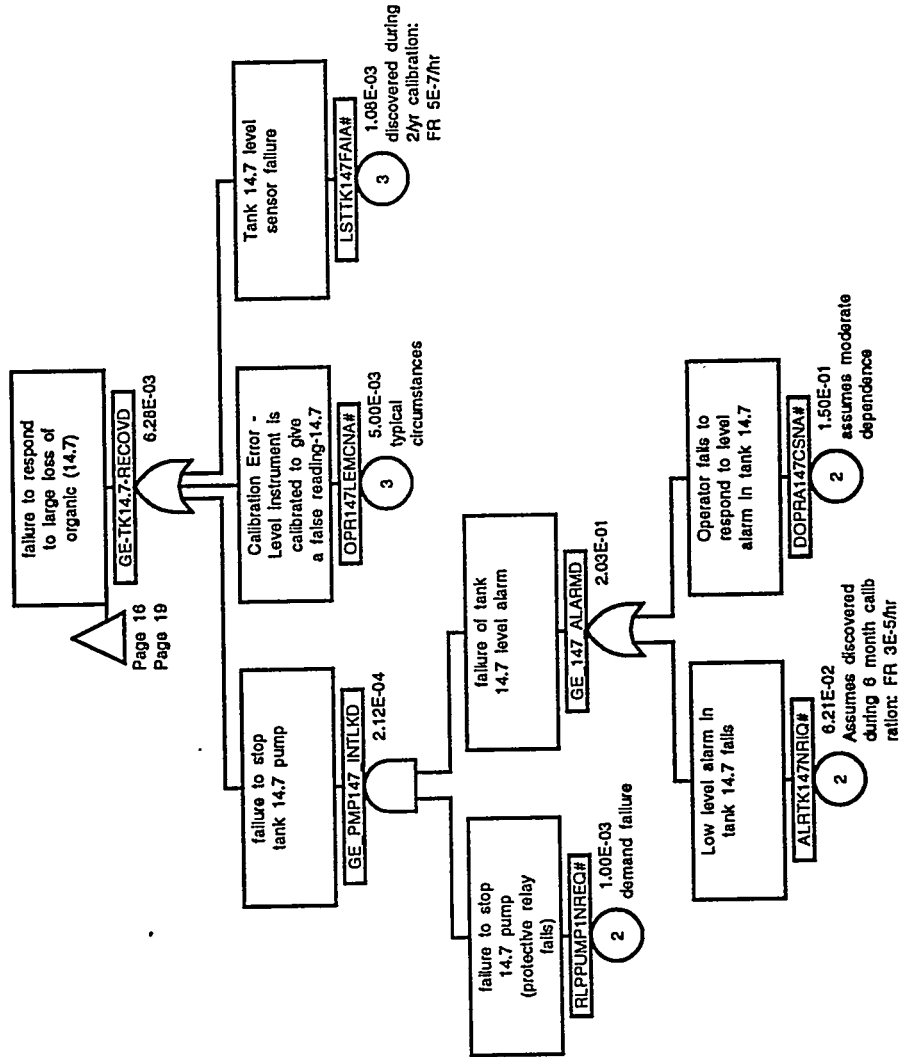 failure to respond
to large loss of
organic (14.7)
GE-TK14.7-RECOVD
6.28E-03
Page 16
Page 19
failure to stop
tank 14.7 pump
GE_PMP147_INTLKD
2.12E-04
Calibration Error -
Level instrument is
calibrated to give
a false reading-14.7
OPR147LEMCNA#
5.00E-03
typical
circumstances
3
Tank 14.7 level
sensor failure
LSTTK147FAIA#
1.08E-03
discovered during
2/yr calibration:
FR 5E-7/hr
3
failure to stop
14.7 pump
(protective relay
fails)
RLPPUMP1NREQ#
1.00E-03
demand failure
2
failure of tank
14.7 level alarm
GE_147_ALARMD
2.03E-01
Low level alarm in
tank 14.7 fails
ALRTK147NRIQ#
6.21E-02
Assumes discovered
during 6 month calib
ration: FR 3E-5/hr
2
Operator fails to
respond to level
alarm in tank 14.7
DOPRA147CSNA#
1.50E-01
assumes moderate
dependence
2